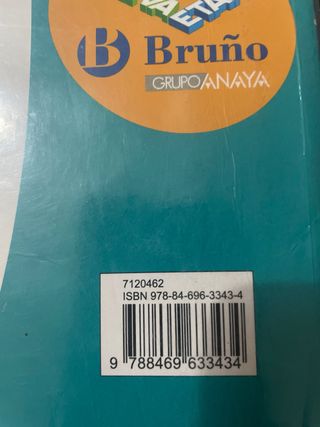 Bruño
GRUPO ANAYA
7120462
ISBN 978-84-696-3343-4
9 788469 633434